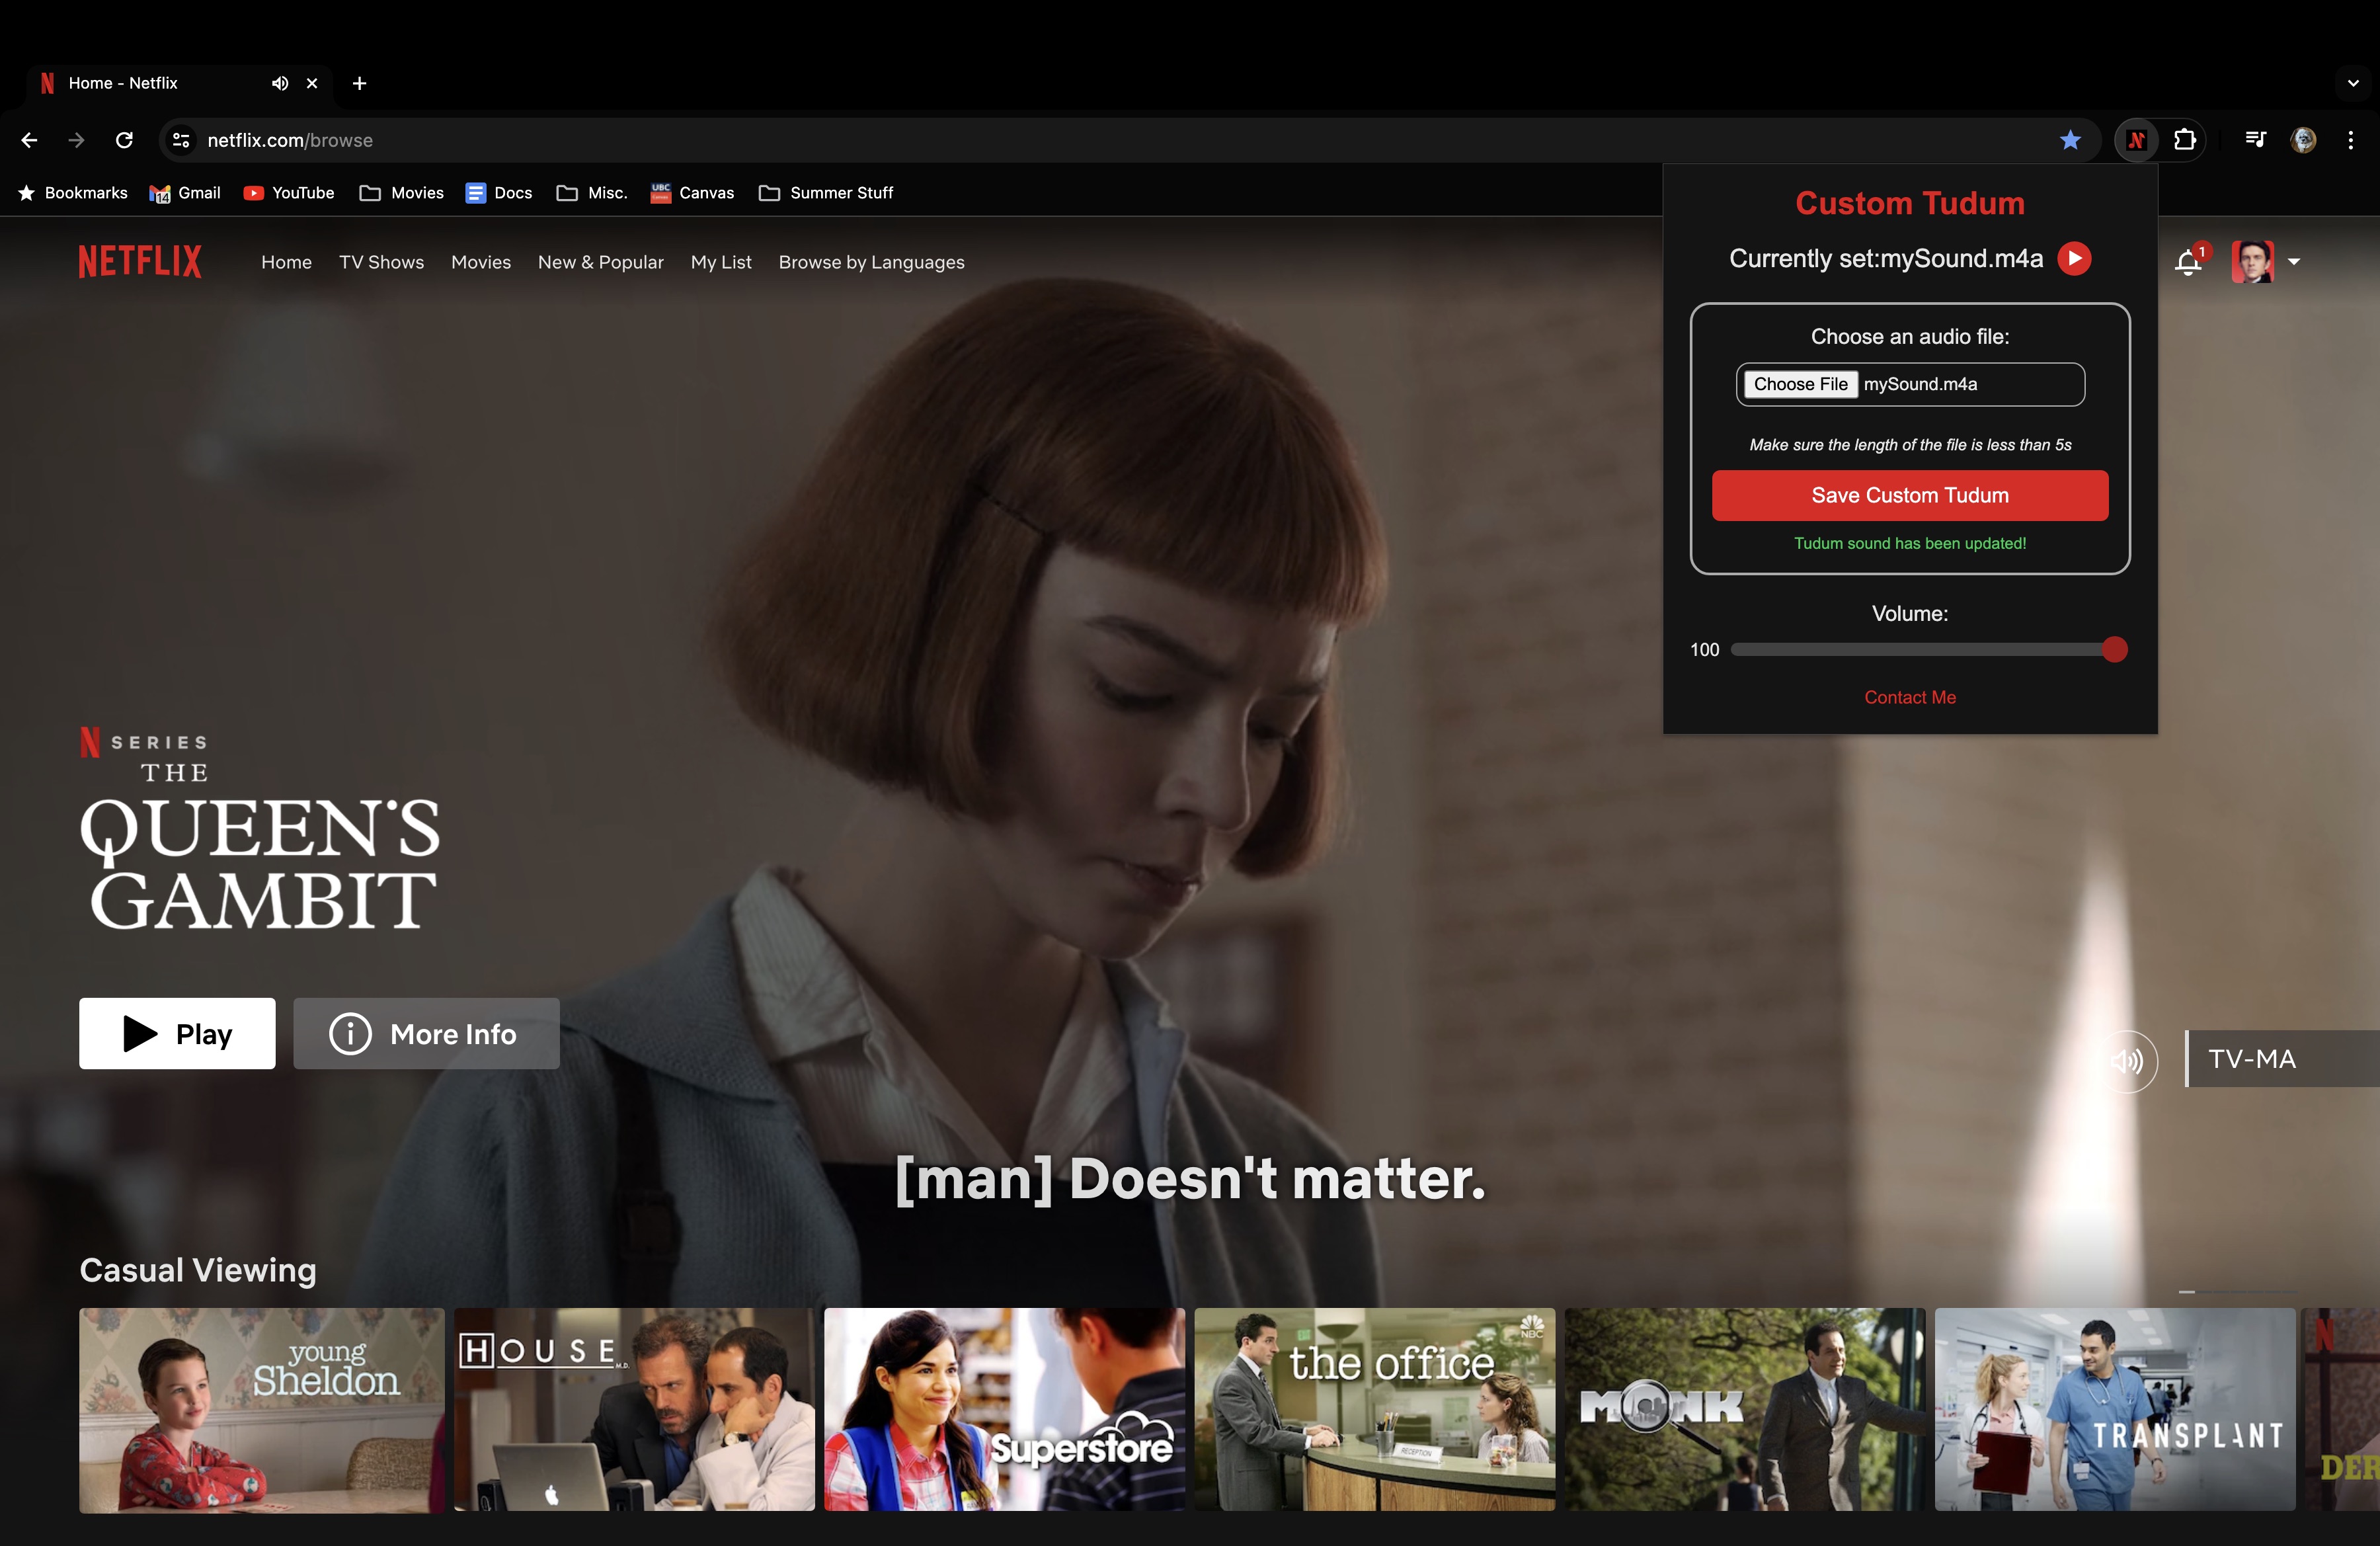 Home - Netflix
netflix.com/browse
Bookmarks
14
Gmail
YouTube
Movies
Docs
Misc.
UBC
Canvas
Summer Stuff
NETFLIX
Home
TV Shows
Movies
New & Popular
My List
Browse by Languages
1
Custom Tudum
Currently set:mySound.m4a
Choose an audio file:
Choose File mySound.m4a
Make sure the length of the file is less than 5s
Save Custom Tudum
Tudum sound has been updated!
Volume:
100
Contact Me
N SERIES
THE
QUEEN'S
GAMBIT
Play
More Info
TV-MA
[man] Doesn't matter.
Casual Viewing
young
Sheldon
HOUSE M.D.
Superstore
NBC
the office
RECEPTION
MONK
TRANSPLANT
N
DER